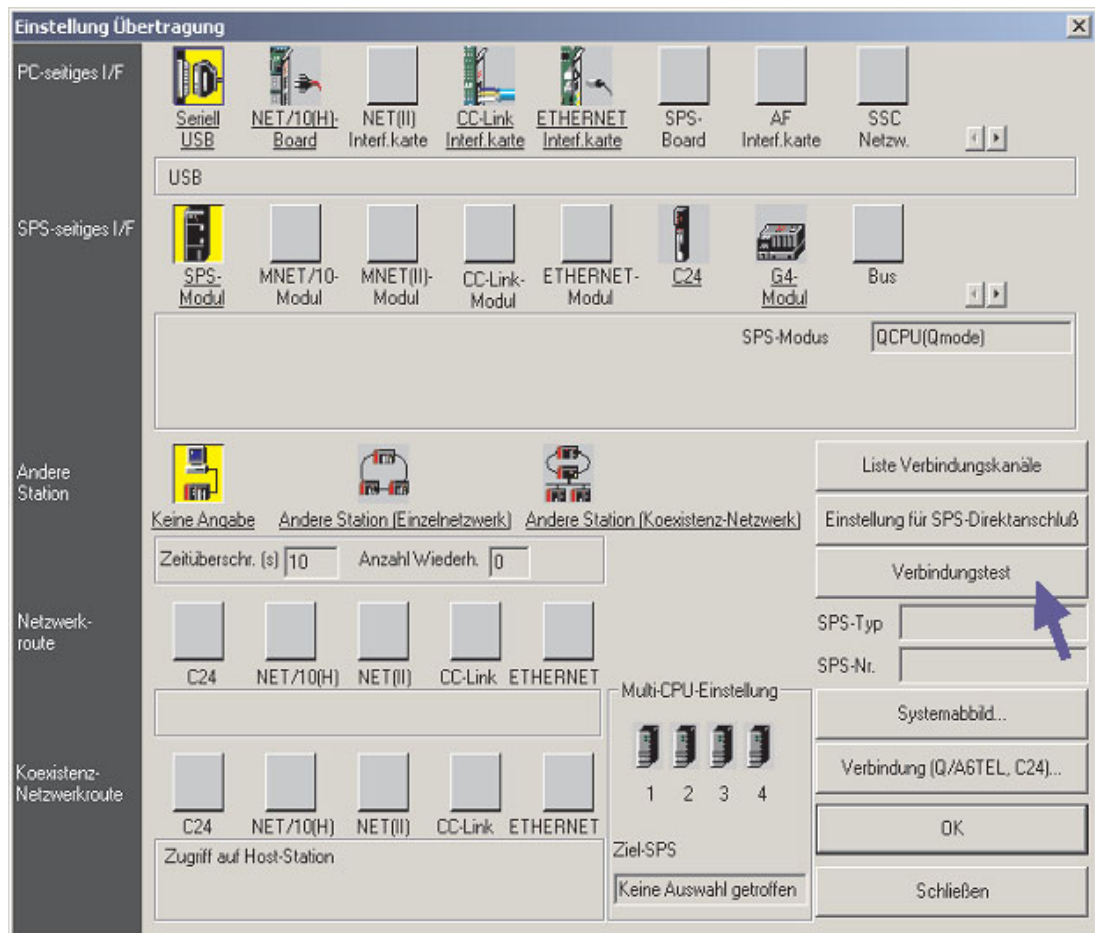 Einstellung Übertragung
PC-seitiges I/F
Seriell USB
NET/10(H)- Board
NET(II) Interf.karte
CC-Link Interf.karte
ETHERNET Interf.karte
SPS- Board
AF Interf.karte
SSC Netzw.
USB
SPS-seitiges I/F
SPS- Modul
MNET/10- Modul
MNET(II)- Modul
CC-Link- Modul
ETHERNET- Modul
C24
G4- Modul
Bus
SPS-Modus QCPU(Qmode)
Andere Station
Keine Angabe
Andere Station (Einzelnetzwerk)
Andere Station (Koexistenz-Netzwerk)
Zeitüberschr. (s) 10 Anzahl Wiederh. 0
Liste Verbindungskanäle
Einstellung für SPS-Direktanschluß
Verbindungstest
SPS-Typ
SPS-Nr.
Netzwerk- route
C24 NET/10(H) NET(II) CC-Link ETHERNET
Koexistenz- Netzwerkroute
C24 NET/10(H) NET(II) CC-Link ETHERNET
Zugriff auf Host-Station
Multi-CPU-Einstellung
1 2 3 4
Ziel-SPS
Keine Auswahl getroffen
Systemabbild...
Verbindung (Q/A6TEL, C24)...
OK
Schließen